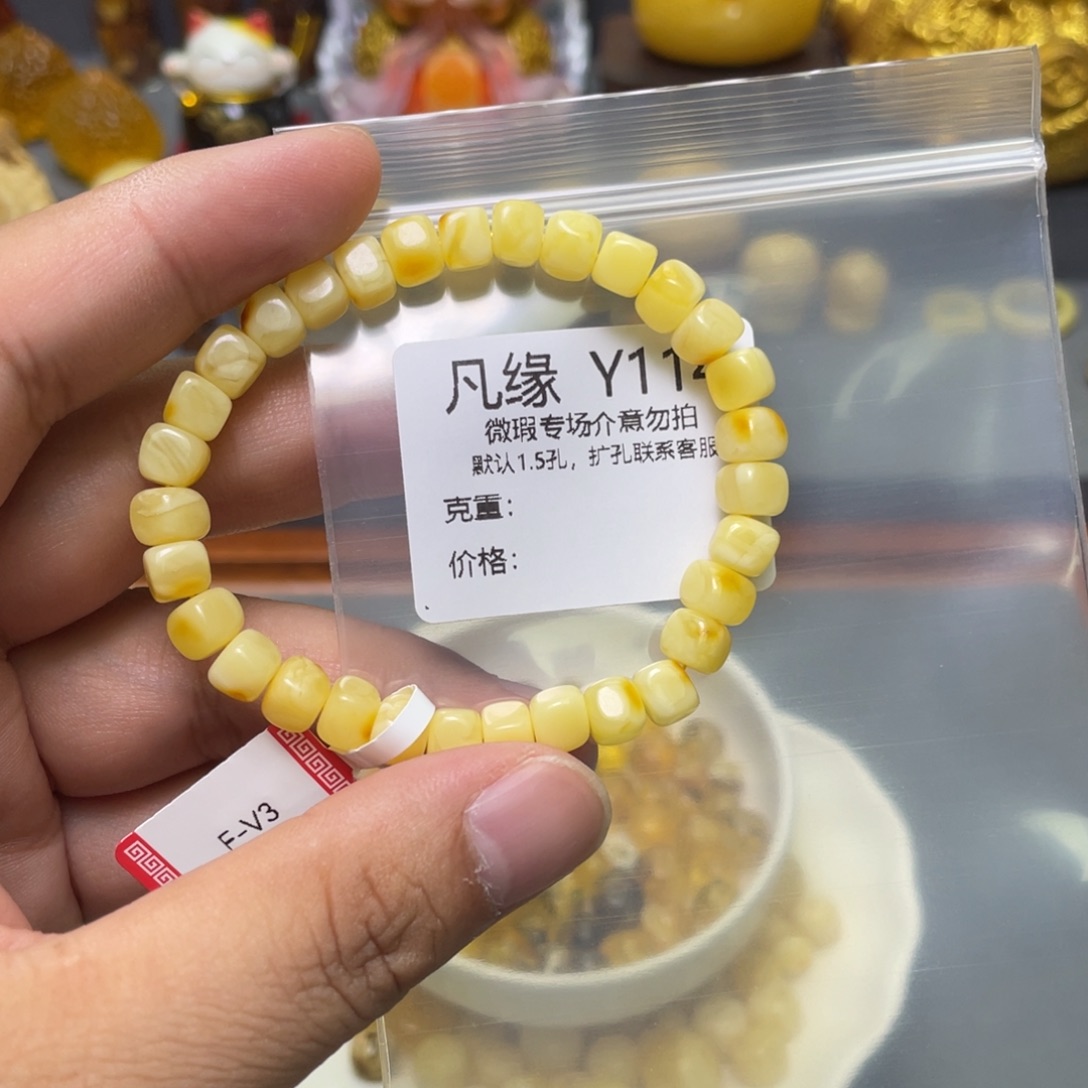 凡缘 Y114
微瑕专场介意勿拍
默认1.5孔，扩孔联系客服
克重：
价格：
F-V3